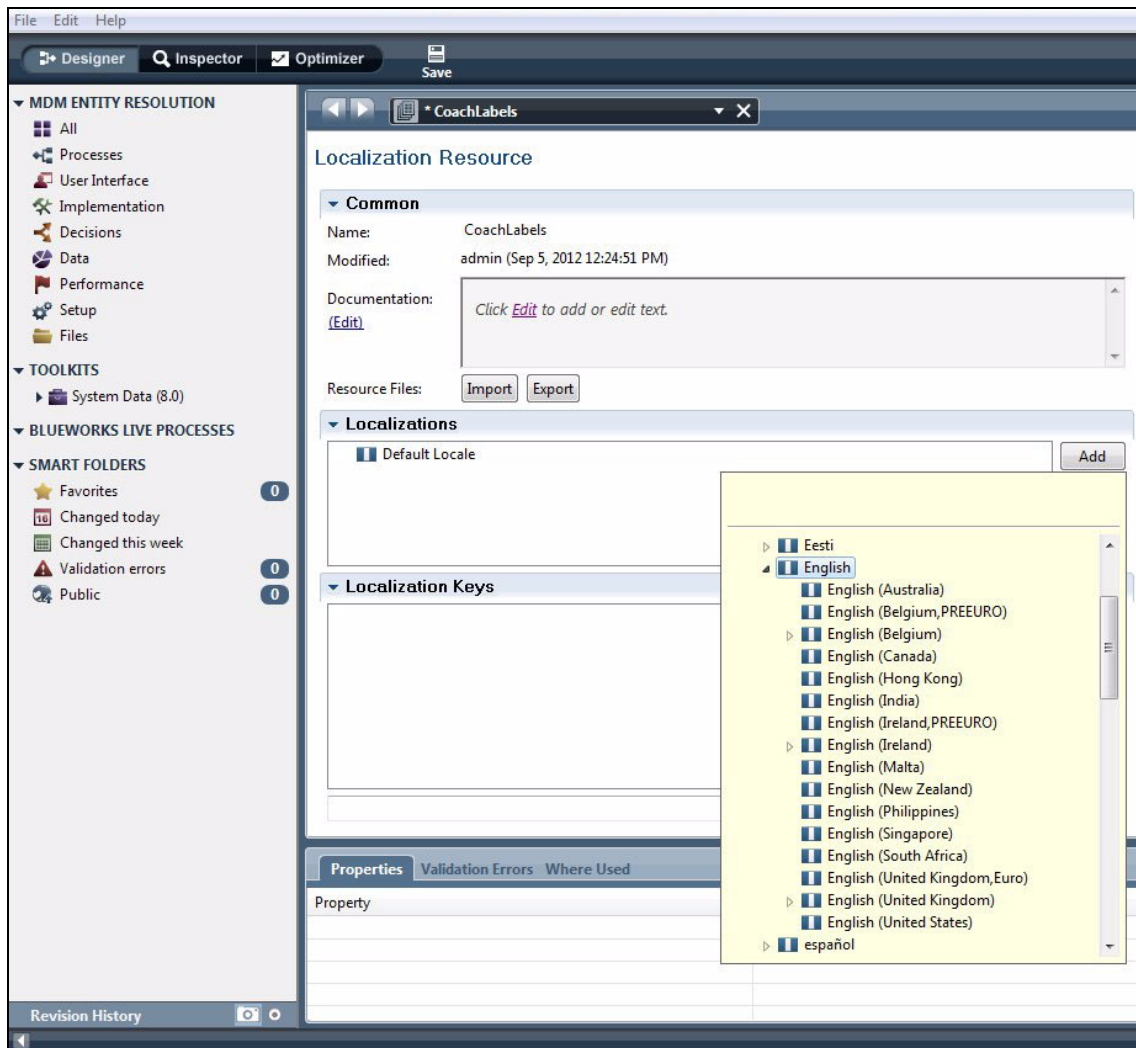 File Edit Help
Designer Inspector Optimizer
Save
MDM ENTITY RESOLUTION
All
Processes
User Interface
Implementation
Decisions
Data
Performance
Setup
Files
TOOLKITS
System Data (8.0)
BLUEWORKS LIVE PROCESSES
SMART FOLDERS
Favorites 0
16 Changed today
Changed this week
Validation errors 0
Public 0
Revision History
* CoachLabels
Localization Resource
Common
Name: CoachLabels
Modified: admin (Sep 5, 2012 12:24:51 PM)
Documentation:
(Edit)
Click Edit to add or edit text.
Resource Files: Import Export
Localizations
Default Locale
Add
Eesti
English
English (Australia)
English (Belgium,PREEURO)
English (Belgium)
English (Canada)
English (Hong Kong)
English (India)
English (Ireland,PREEURO)
English (Ireland)
English (Malta)
English (New Zealand)
English (Philippines)
English (Singapore)
English (South Africa)
English (United Kingdom,Euro)
English (United Kingdom)
English (United States)
español
Localization Keys
Properties Validation Errors Where Used
Property